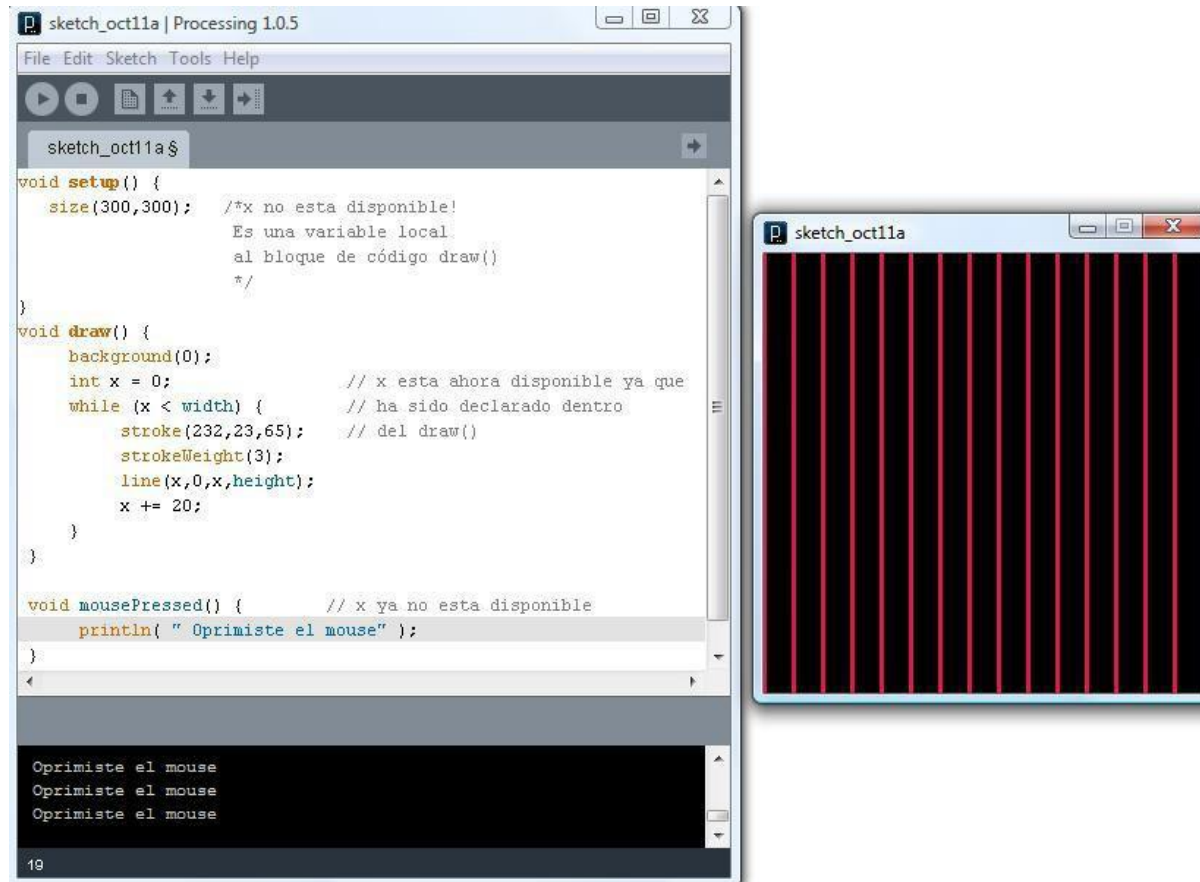 sketch_oct11a | Processing 1.0.5
File Edit Sketch Tools Help
sketch_oct11a §
void setup() {
size(300,300); /*x no esta disponible!
Es una variable local
al bloque de código draw()
*/
}
void draw() {
background(0);
int x = 0; // x esta ahora disponible ya que
while (x < width) { // ha sido declarado dentro
stroke(232,23,65); // del draw()
strokeWeight(3);
line(x,0,x,height);
x += 20;
}
}
void mousePressed() { // x ya no esta disponible
println( " Oprimiste el mouse" );
}
Oprimiste el mouse
Oprimiste el mouse
Oprimiste el mouse
19
sketch_oct11a